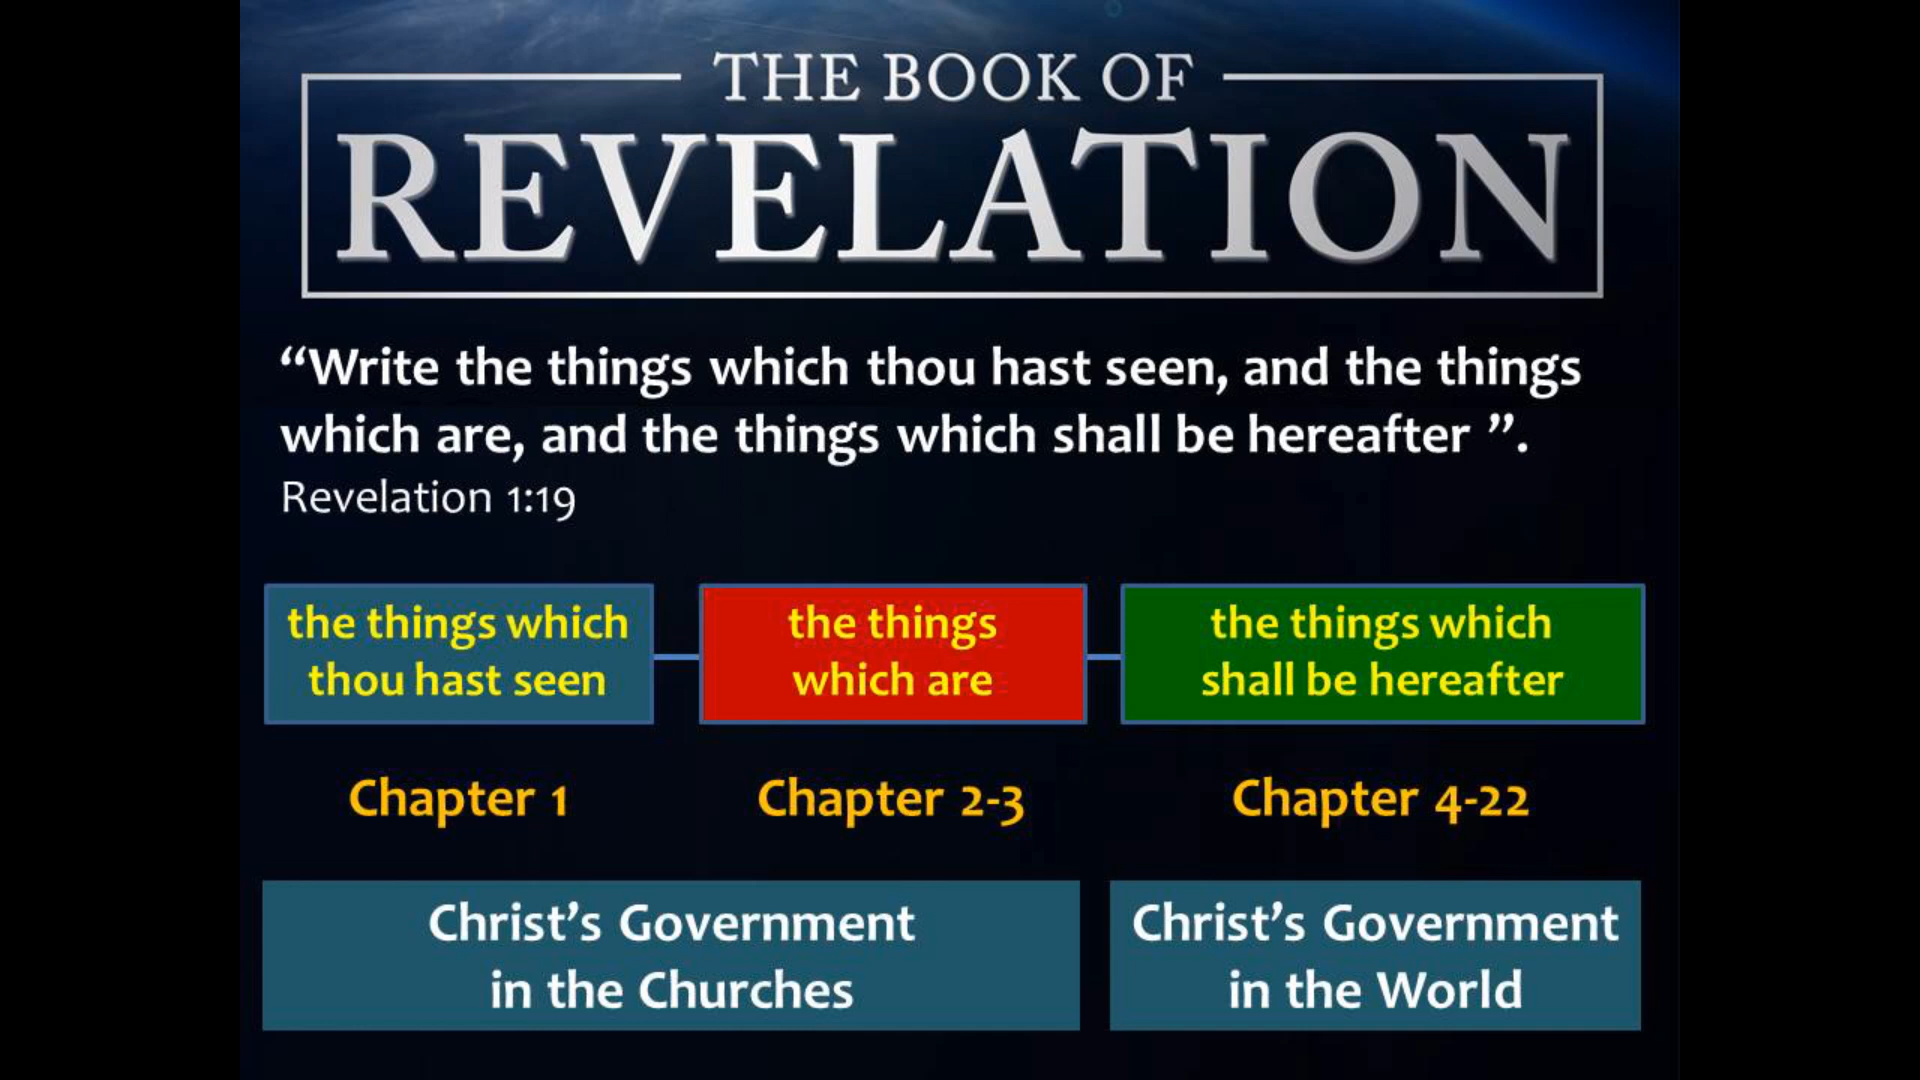 THE BOOK OF
REVELATION
“Write the things which thou hast seen, and the things
which are, and the things which shall be hereafter ”.
Revelation 1:19
the things which
thou hast seen
the things
which are
the things which
shall be hereafter
Chapter 1
Chapter 2-3
Chapter 4-22
Christ’s Government
in the Churches
Christ’s Government
in the World